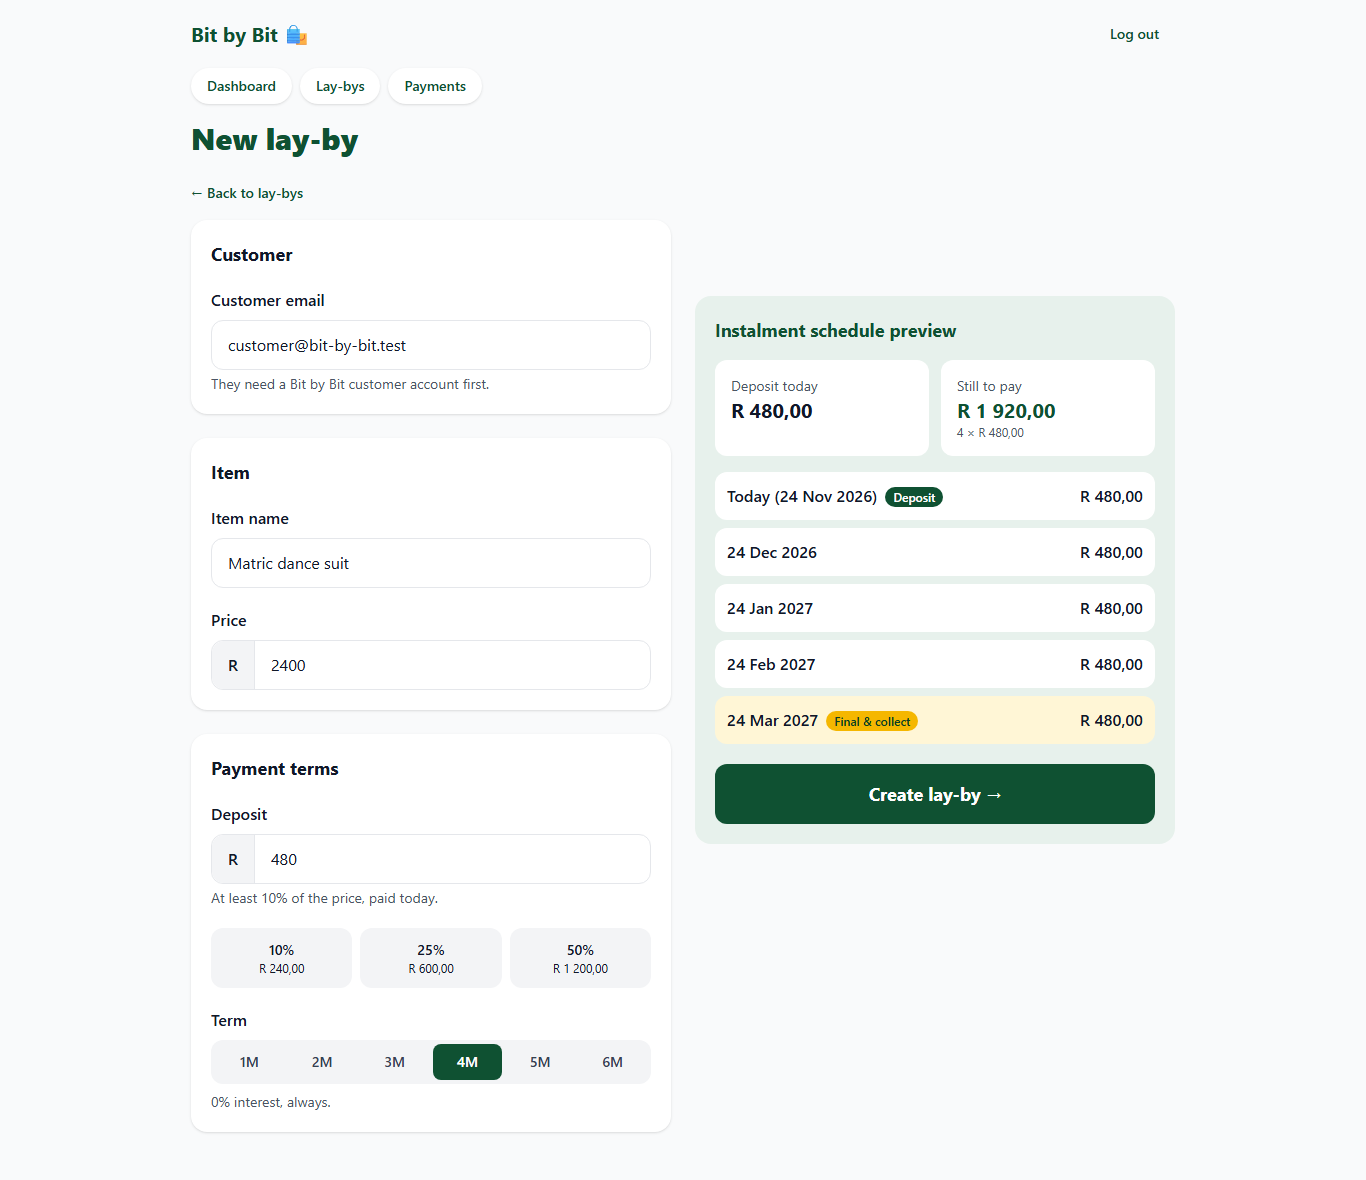 Bit by Bit
Log out
Dashboard
Lay-bys
Payments
New lay-by
← Back to lay-bys
Customer
Customer email
customer@bit-by-bit.test
They need a Bit by Bit customer account first.
Item
Item name
Matric dance suit
Price
R 2400
Payment terms
Deposit
R 480
At least 10% of the price, paid today.
10%
R 240,00
25%
R 600,00
50%
R 1 200,00
Term
1M 2M 3M 4M 5M 6M
0% interest, always.
Instalment schedule preview
Deposit today
R 480,00
Still to pay
R 1 920,00
4 × R 480,00
Today (24 Nov 2026) Deposit R 480,00
24 Dec 2026 R 480,00
24 Jan 2027 R 480,00
24 Feb 2027 R 480,00
24 Mar 2027 Final & collect R 480,00
Create lay-by →